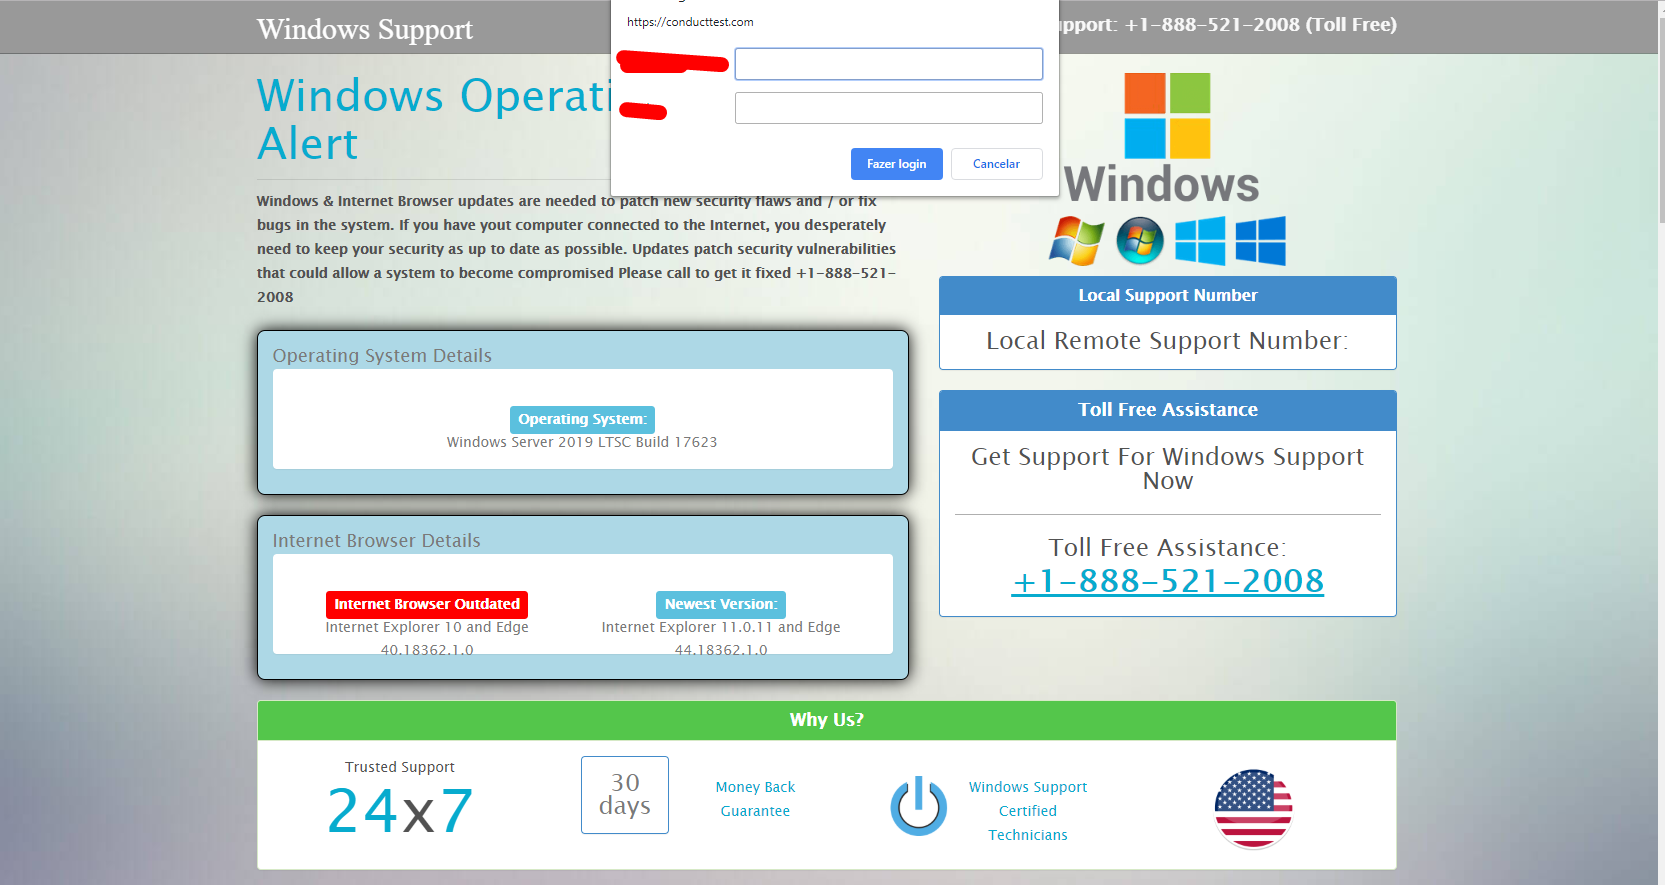 Windows Support
https://conducttest.com
upport: +1-888-521-2008 (Toll Free)
Fazer login
Cancelar
Windows Operati
Alert
Windows & Internet Browser updates are needed to patch new security flaws and / or fix
bugs in the system. If you have yout computer connected to the Internet, you desperately
need to keep your security as up to date as possible. Updates patch security vulnerabilities
that could allow a system to become compromised Please call to get it fixed +1-888-521-
2008
Windows
Operating System Details
Operating System:
Windows Server 2019 LTSC Build 17623
Internet Browser Details
Internet Browser Outdated
Internet Explorer 10 and Edge
40.18362.1.0
Newest Version:
Internet Explorer 11.0.11 and Edge
44.18362.1.0
Local Support Number
Local Remote Support Number:
Toll Free Assistance
Get Support For Windows Support
Now
Toll Free Assistance:
+1-888-521-2008
Why Us?
Trusted Support
24x7
30
days
Money Back
Guarantee
Windows Support
Certified
Technicians